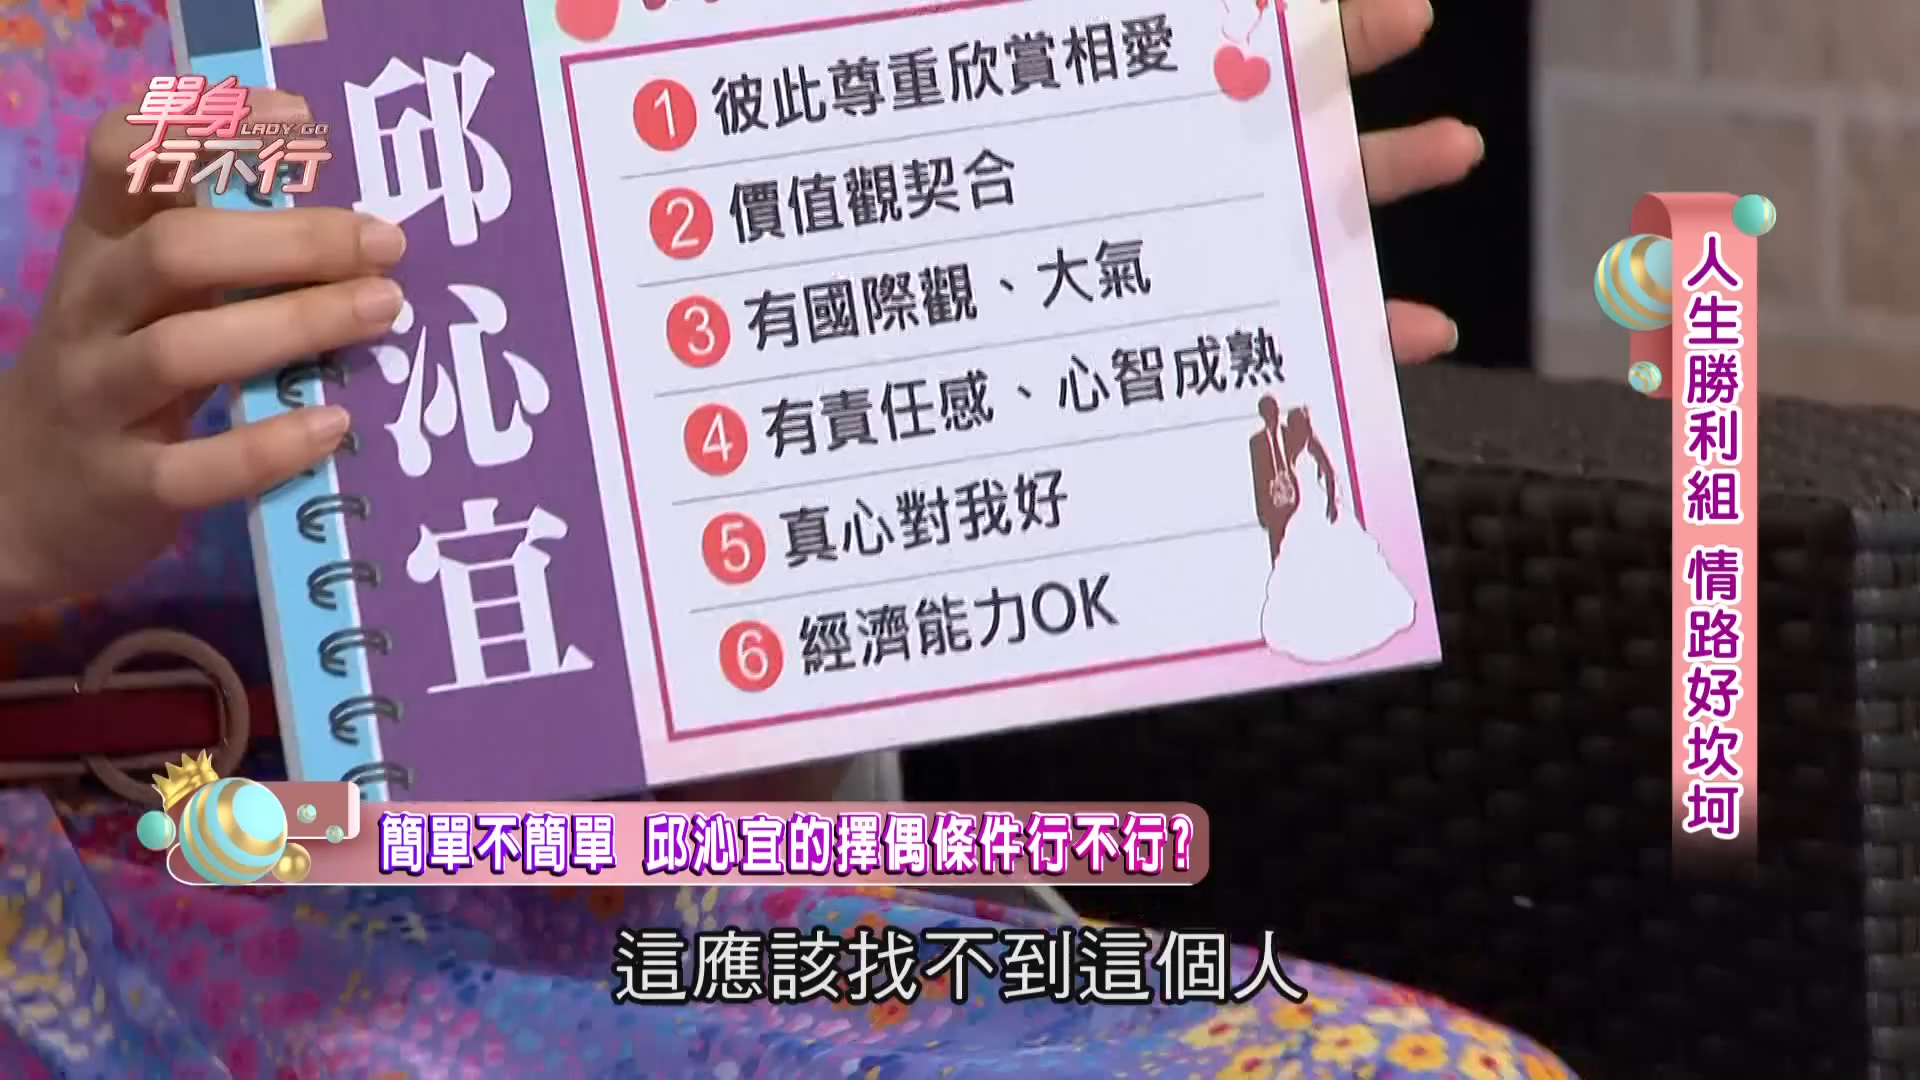 單身
LADY GO
行不行
邱沁宜
1 彼此尊重欣賞相愛
2 價值觀契合
3 有國際觀、大氣
4 有責任感、心智成熟
5 真心對我好
6 經濟能力OK
人生勝利組 情路好坎坷
簡單不簡單 邱沁宜的擇偶條件行不行?
這應該找不到這個人